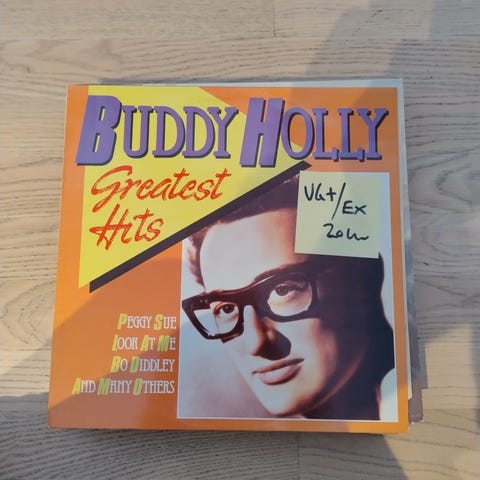 BUDDY HOLLY
Greatest
Hits
VG+/EX
20kr
PEGGY SUE
LOOK AT ME
BO DIDDLEY
AND MANY OTHERS